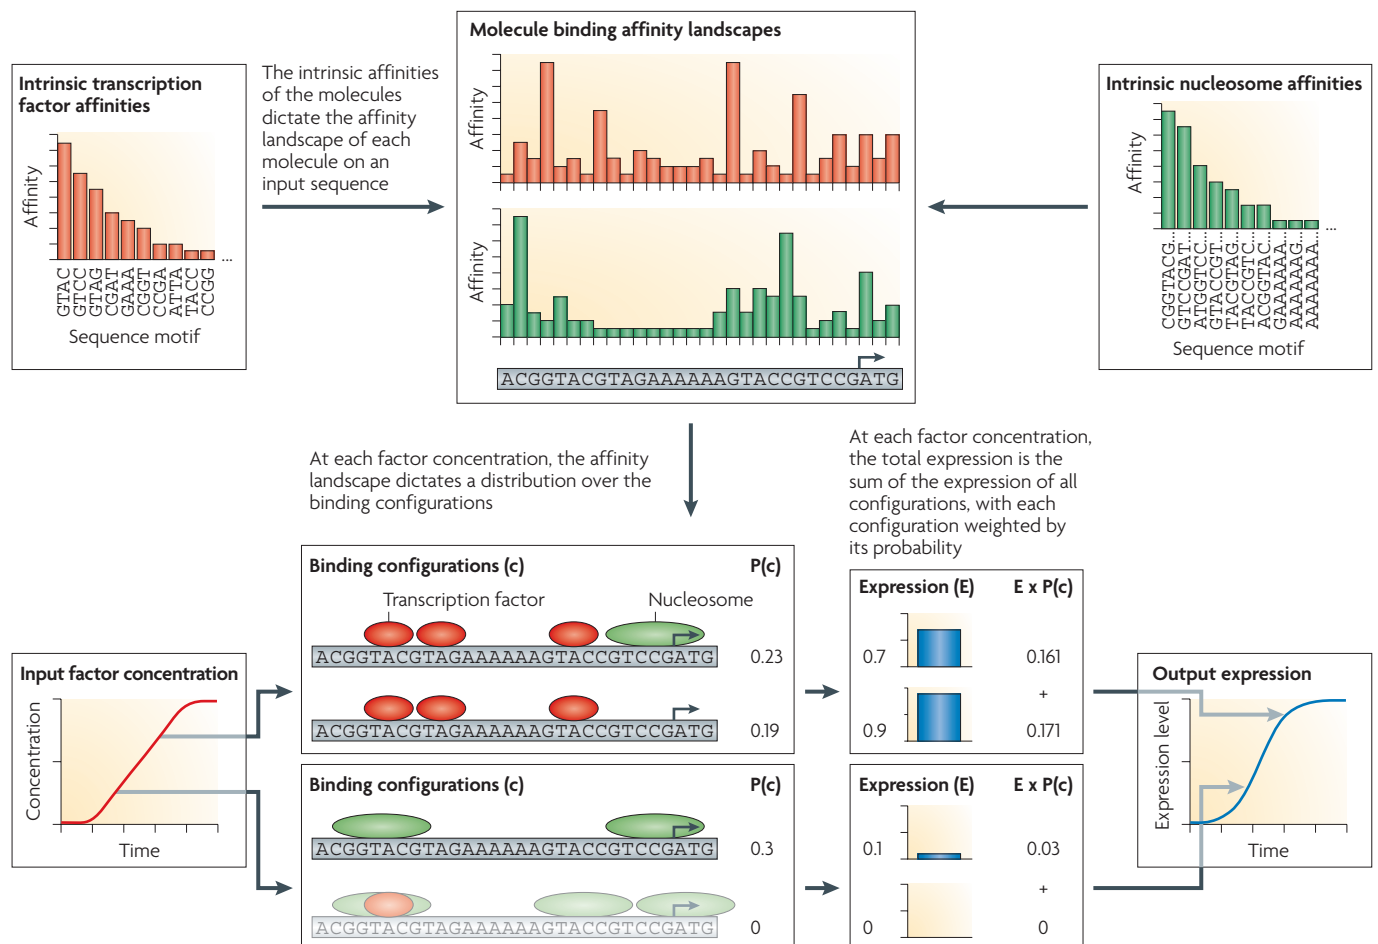 Molecule binding affinity landscapes
Affinity
Affinity
ACGGTACGTAGAAAAAAGTACCGTCCGATG
Intrinsic transcription
factor affinities
Affinity
GTAC
GTCC
GTAG
CGAT
GAAA
CGGT
CCGA
ATTA
TACC
CCGG
...
Sequence motif
The intrinsic affinities
of the molecules
dictate the affinity
landscape of each
molecule on an
input sequence
Intrinsic nucleosome affinities
Affinity
CGGTACG...
GTCCGAT...
ATGGTCC...
GTACCGT...
TACGTAG...
TACCGTC...
ACGGTAC...
GAAAAAA...
AAAAAAG...
AAAAAAA...
...
Sequence motif
At each factor concentration, the affinity
landscape dictates a distribution over the
binding configurations
At each factor concentration,
the total expression is the
sum of the expression of all
configurations, with each
configuration weighted by
its probability
Input factor concentration
Concentration
Time
Binding configurations (c) P(c)
Transcription factor Nucleosome
ACGGTACGTAGAAAAAAGTACCGTCCGATG 0.23
ACGGTACGTAGAAAAAAGTACCGTCCGATG 0.19
Expression (E) E x P(c)
0.7 0.161
+
0.9 0.171
Binding configurations (c) P(c)
ACGGTACGTAGAAAAAAGTACCGTCCGATG 0.3
ACGGTACGTAGAAAAAAGTACCGTCCGATG 0
Expression (E) E x P(c)
0.1 0.03
+
0 0
Output expression
Expression level
Time